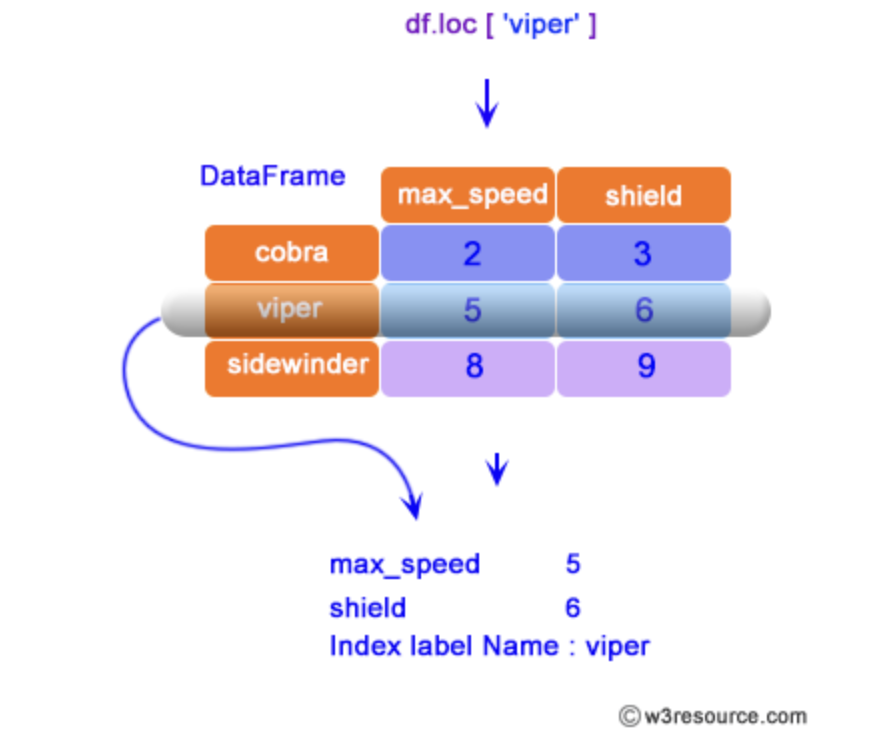 df.loc [ 'viper' ]
DataFrame
max_speed shield
cobra 2 3
viper 5 6
sidewinder 8 9
max_speed 5
shield 6
Index label Name : viper
©w3resource.com